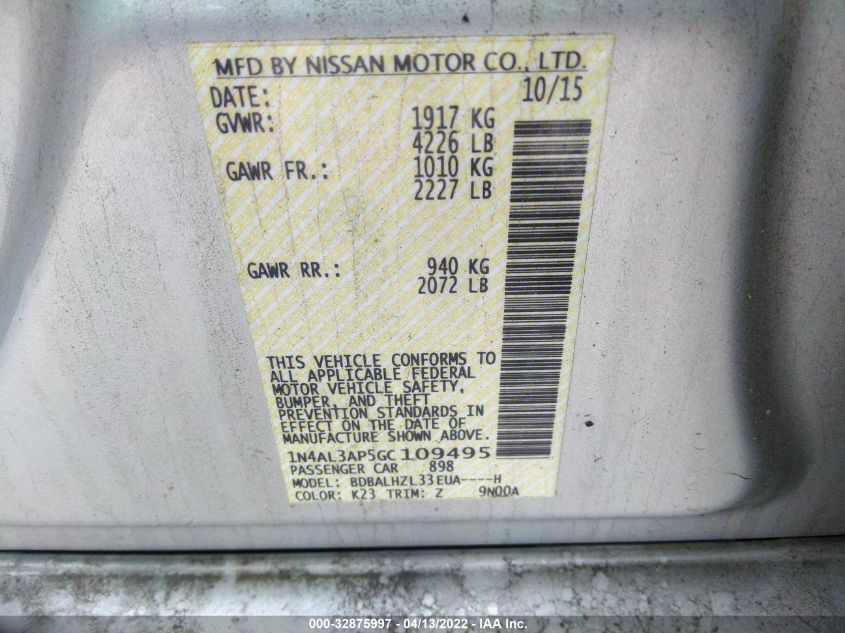 MFD BY NISSAN MOTOR CO., LTD.
DATE: 10/15
GVWR: 1917 KG
4226 LB
GAWR FR.: 1010 KG
2227 LB
GAWR RR.: 940 KG
2072 LB
THIS VEHICLE CONFORMS TO
ALL APPLICABLE FEDERAL
MOTOR VEHICLE SAFETY,
BUMPER, AND THEFT
PREVENTION STANDARDS IN
EFFECT ON THE DATE OF
MANUFACTURE SHOWN ABOVE.
1N4AL3AP5GC109495
PASSENGER CAR 898
MODEL: BDBALHZL33EUA----H
COLOR: K23 TRIM: Z 9N00A
000-32875997 - 04/13/2022 - IAA Inc.